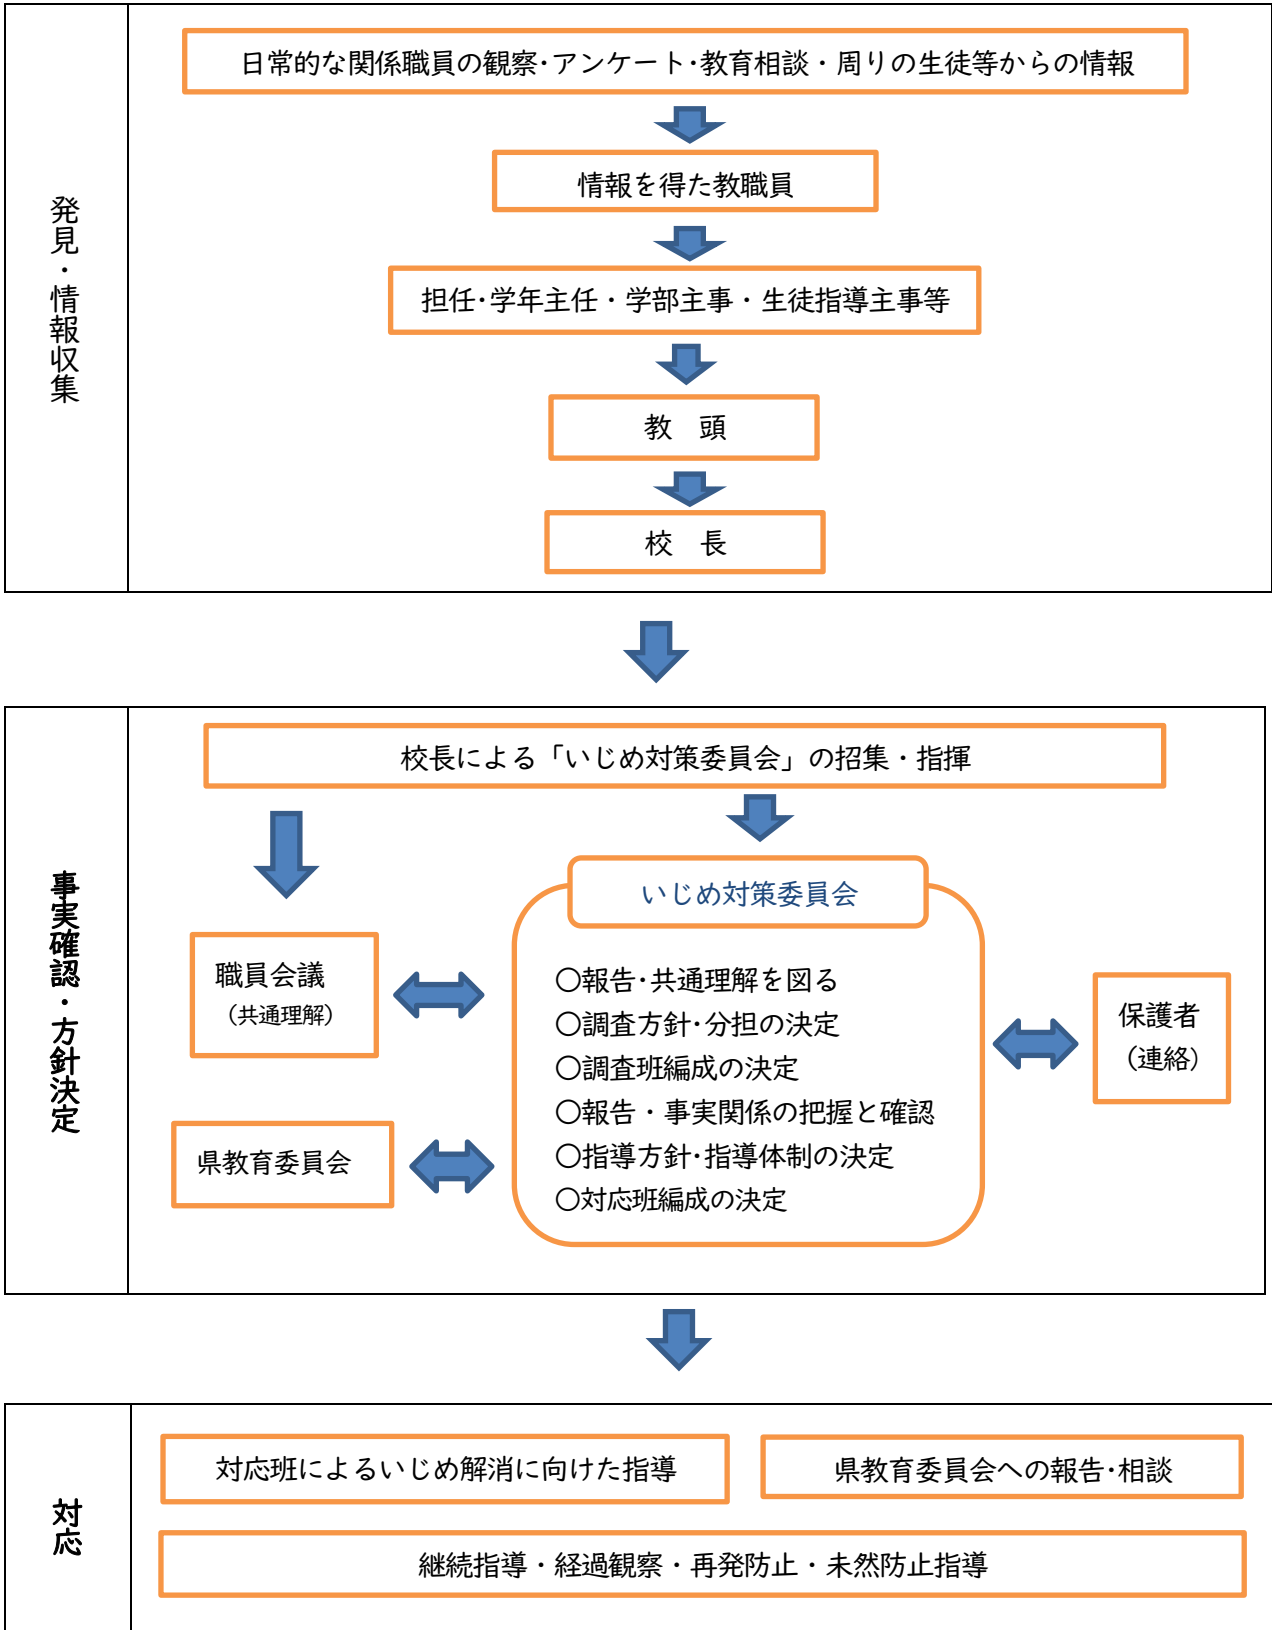 発見・情報収集
日常的な関係職員の観察･アンケート･教育相談・周りの生徒等からの情報
情報を得た教職員
担任･学年主任・学部主事・生徒指導主事等
教　頭
校　長
事実確認・方針決定
校長による「いじめ対策委員会」の招集・指揮
いじめ対策委員会
職員会議
（共通理解）
県教育委員会
〇報告･共通理解を図る
〇調査方針･分担の決定
〇調査班編成の決定
〇報告・事実関係の把握と確認
〇指導方針･指導体制の決定
〇対応班編成の決定
保護者
（連絡）
対応
対応班によるいじめ解消に向けた指導
県教育委員会への報告･相談
継続指導・経過観察・再発防止・未然防止指導